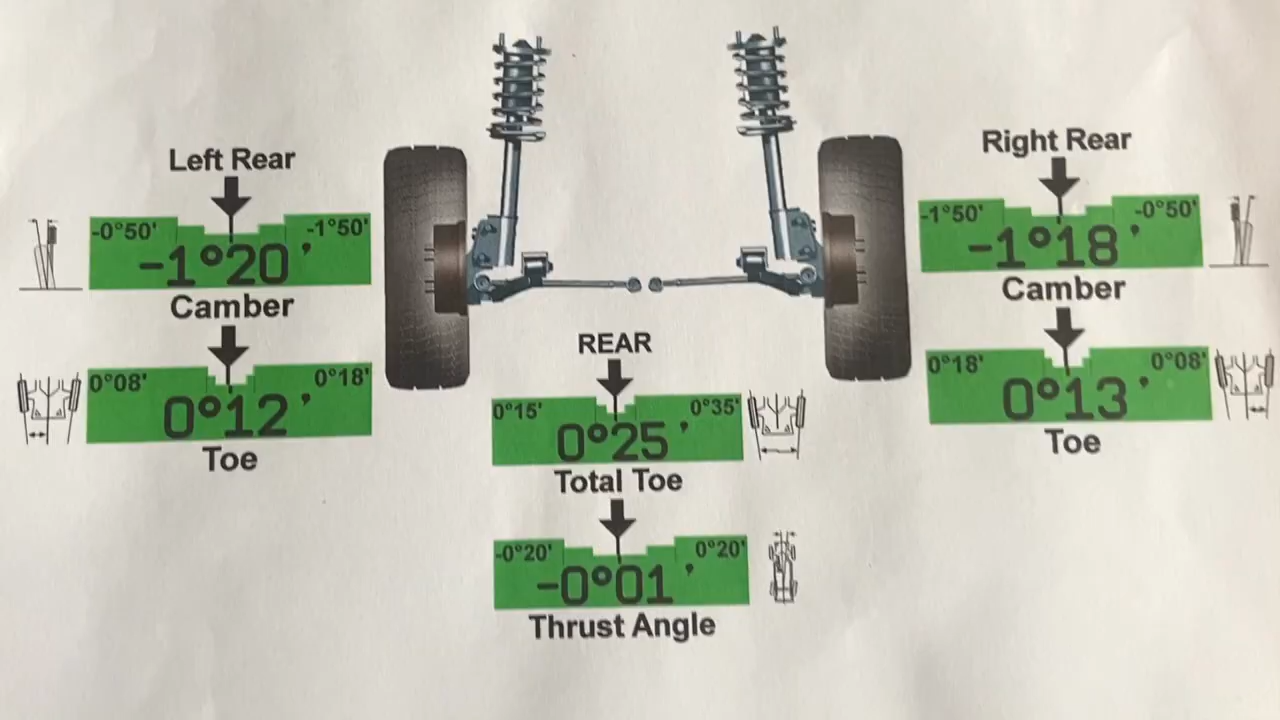 Left Rear
-0°50'
-1°50'
-1°20'
Camber
0°08'
0°18'
0°12'
Toe
REAR
0°15'
0°35'
0°25'
Total Toe
-0°20'
0°20'
-0°01'
Thrust Angle
Right Rear
-1°50'
-0°50'
-1°18'
Camber
0°18'
0°08'
0°13'
Toe